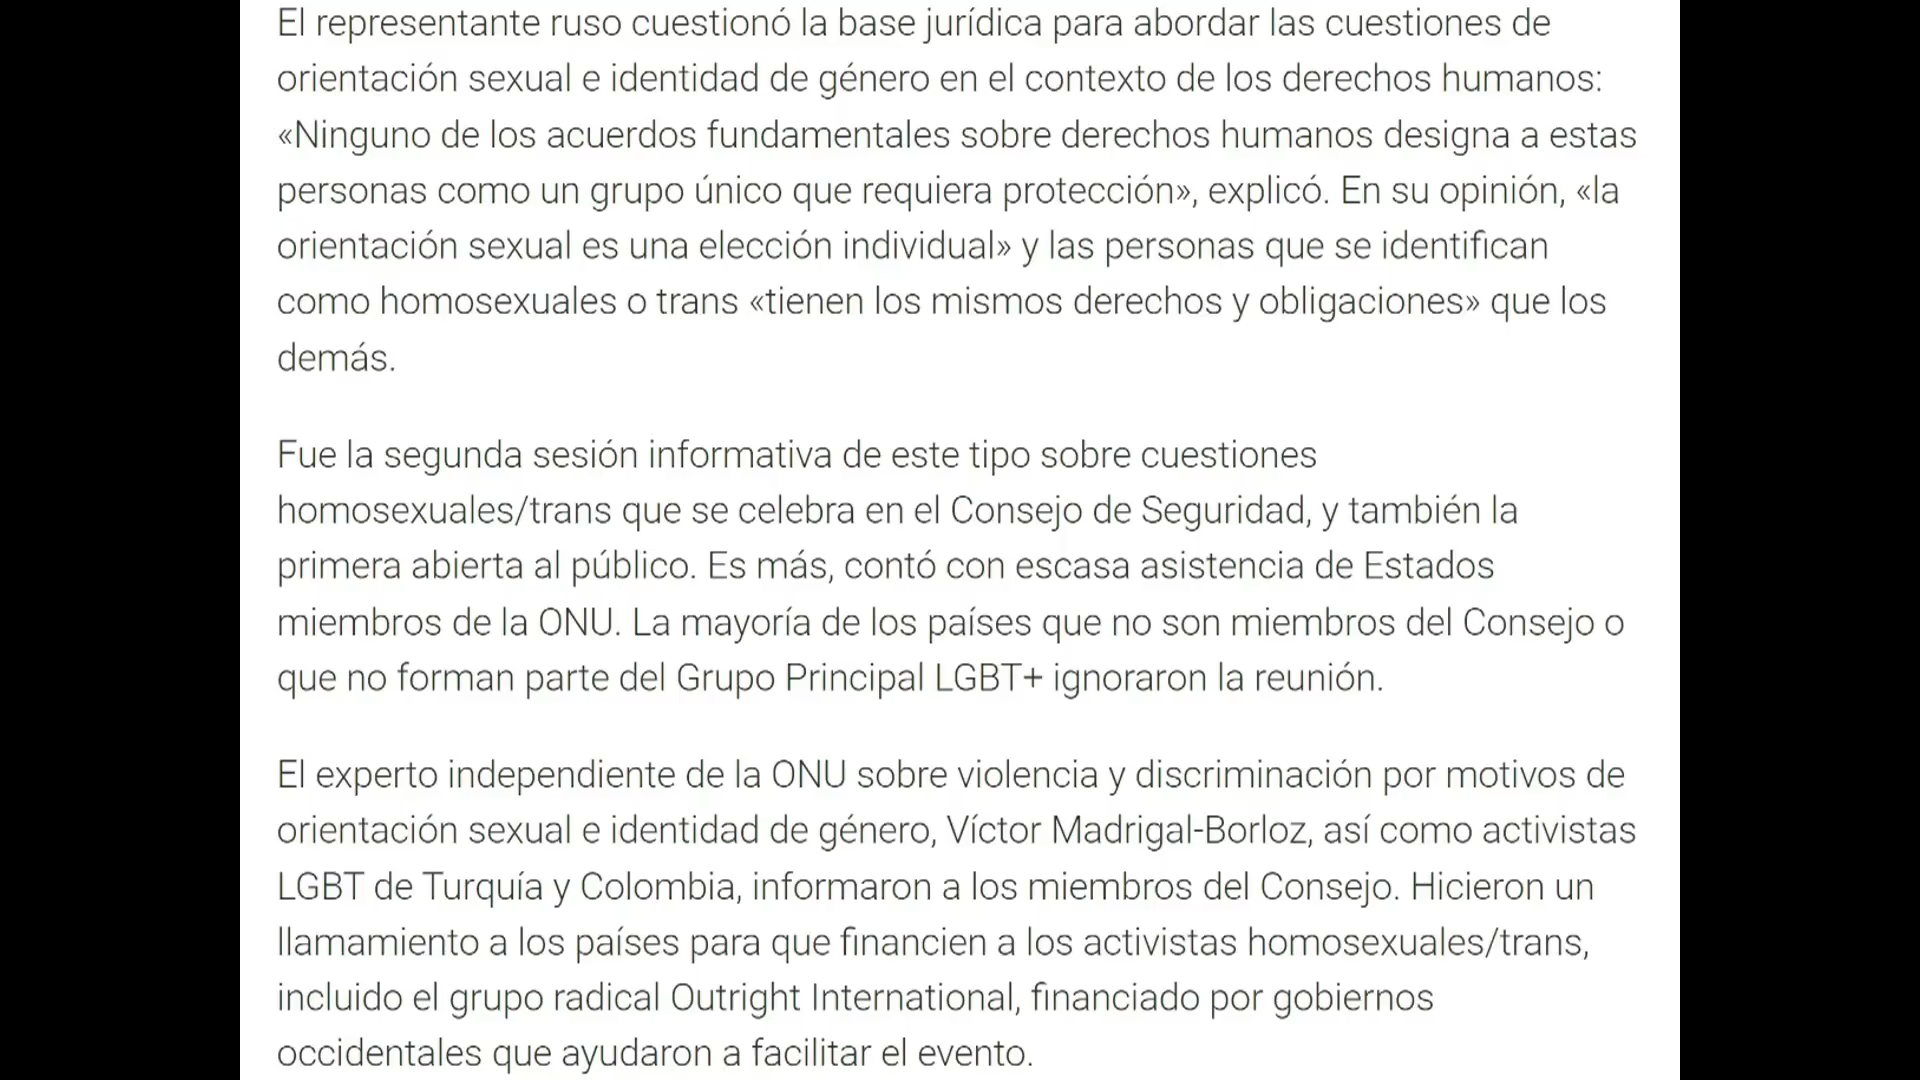 El representante ruso cuestionó la base jurídica para abordar las cuestiones de
orientación sexual e identidad de género en el contexto de los derechos humanos:
«Ninguno de los acuerdos fundamentales sobre derechos humanos designa a estas
personas como un grupo único que requiera protección», explicó. En su opinión, «la
orientación sexual es una elección individual» y las personas que se identifican
como homosexuales o trans «tienen los mismos derechos y obligaciones» que los
demás.
Fue la segunda sesión informativa de este tipo sobre cuestiones
homosexuales/trans que se celebra en el Consejo de Seguridad, y también la
primera abierta al público. Es más, contó con escasa asistencia de Estados
miembros de la ONU. La mayoría de los países que no son miembros del Consejo o
que no forman parte del Grupo Principal LGBT+ ignoraron la reunión.
El experto independiente de la ONU sobre violencia y discriminación por motivos de
orientación sexual e identidad de género, Víctor Madrigal-Borloz, así como activistas
LGBT de Turquía y Colombia, informaron a los miembros del Consejo. Hicieron un
llamamiento a los países para que financien a los activistas homosexuales/trans,
incluido el grupo radical Outright International, financiado por gobiernos
occidentales que ayudaron a facilitar el evento.